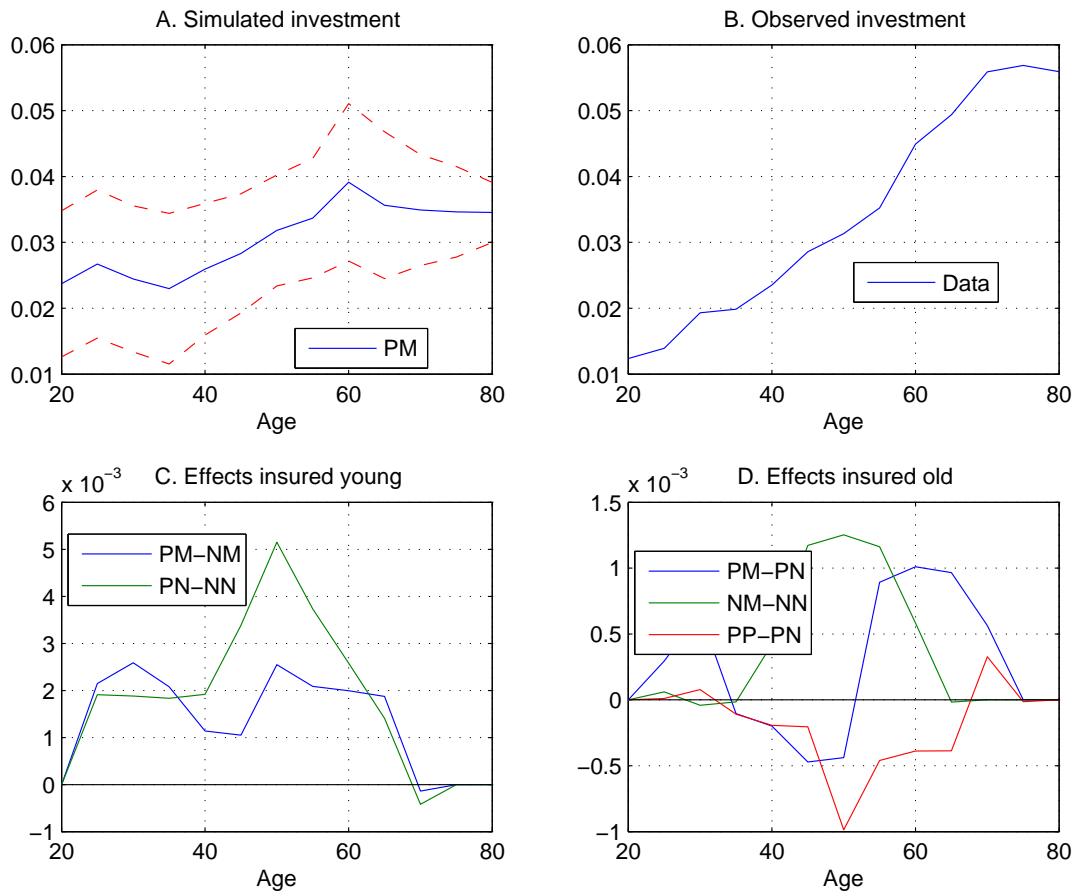 A. Simulated investment
0.06
0.05
0.04
0.03
0.02
0.01
PM
20 40 60 80
Age
B. Observed investment
0.06
0.05
0.04
0.03
0.02
0.01
Data
20 40 60 80
Age
C. Effects insured young
x 10^−3
6
5
4
3
2
1
0
−1
PM−NM
PN−NN
20 40 60 80
Age
D. Effects insured old
x 10^−3
1.5
1
0.5
0
−0.5
−1
PM−PN
NM−NN
PP−PN
20 40 60 80
Age